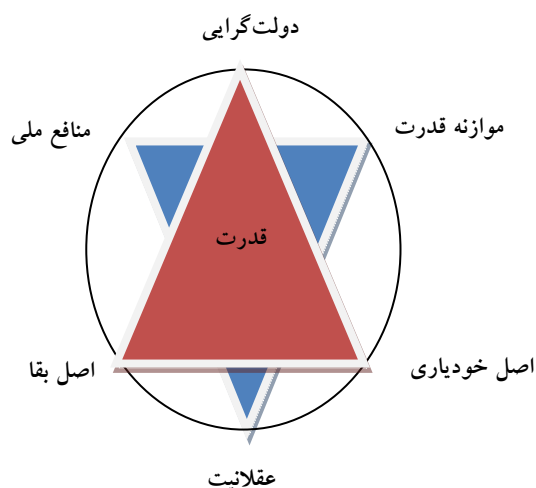 دولت‌گرایی
موازنه قدرت
منافع ملی
قدرت
اصل خودیاری
اصل بقا
عقلانیت